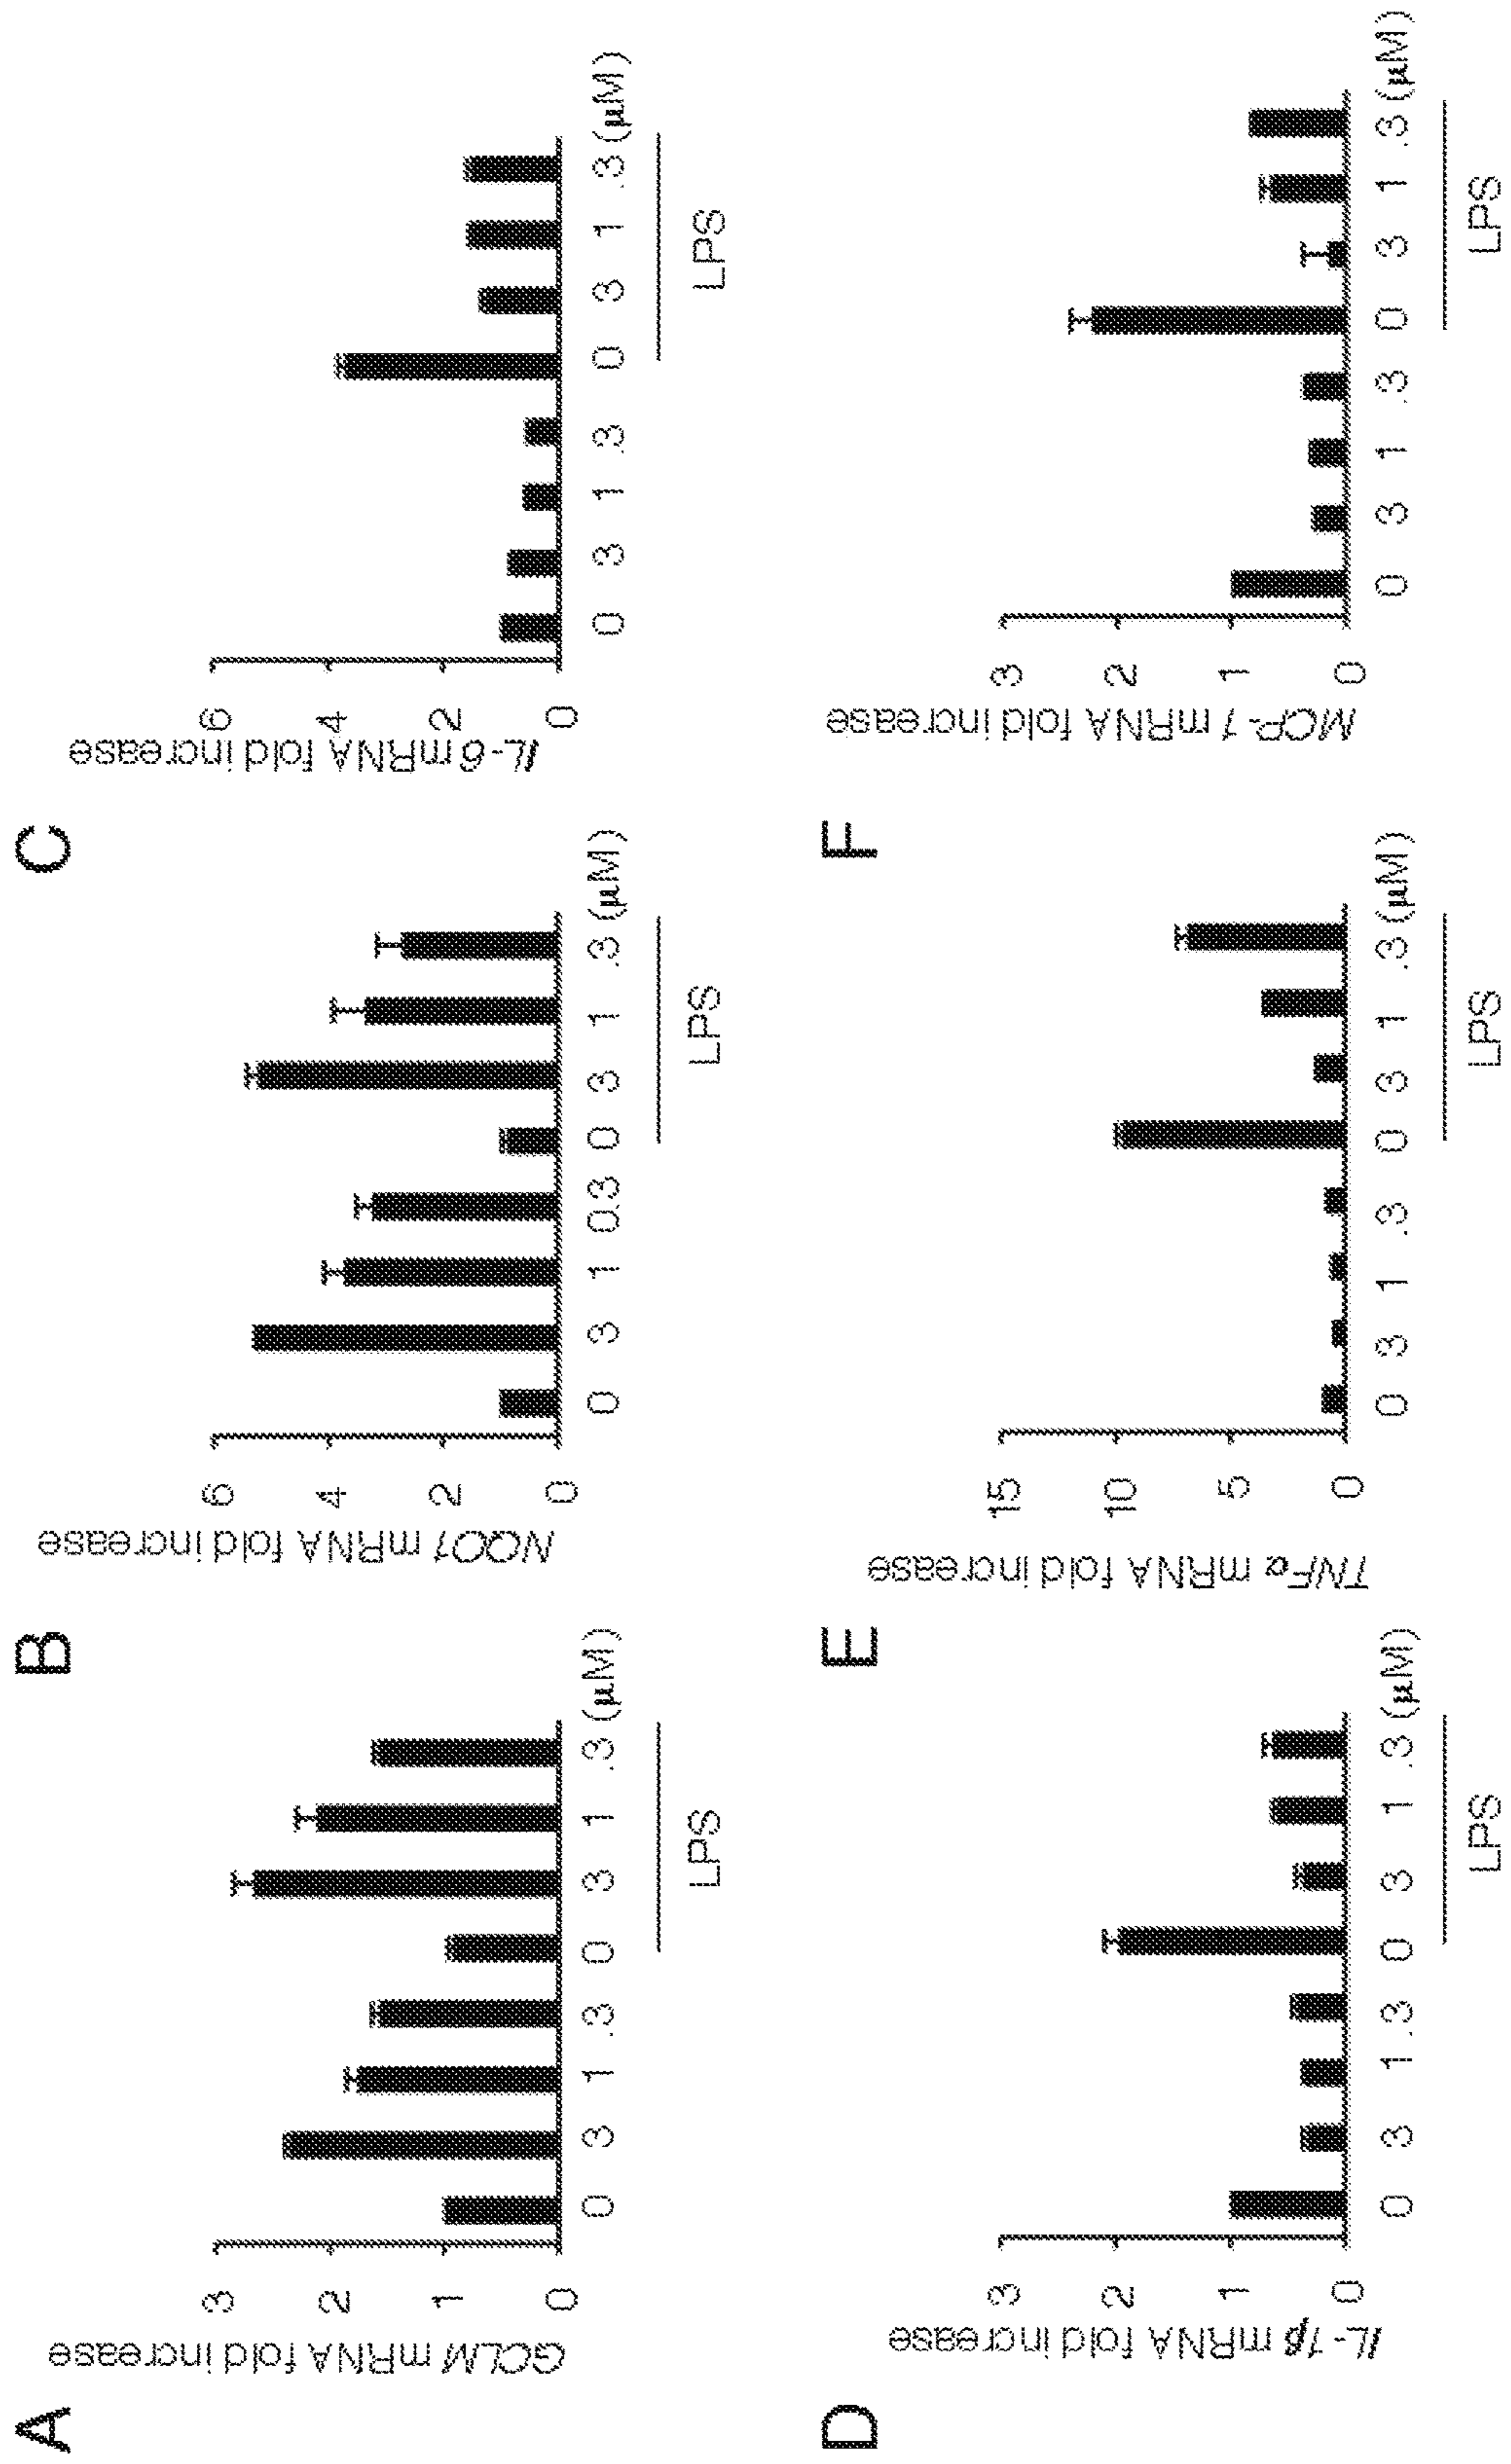 A
GCLM mRNA fold increase
3
2
1
0
0 3 1 .3 0 3 1 .3 (μM)
LPS
B
NQO1 mRNA fold increase
6
4
2
0
0 3 1 0.3 0 3 1 .3 (μM)
LPS
C
IL-6 mRNA fold increase
6
4
2
0
0 3 1 .3 0 3 1 .3 (μM)
LPS
D
IL-1β mRNA fold increase
3
2
1
0
0 3 1 .3 0 3 1 .3 (μM)
LPS
E
TNFα mRNA fold increase
15
10
5
0
0 3 1 .3 0 3 1 .3 (μM)
LPS
F
MCP-1 mRNA fold increase
3
2
1
0
0 3 1 .3 0 3 1 .3 (μM)
LPS